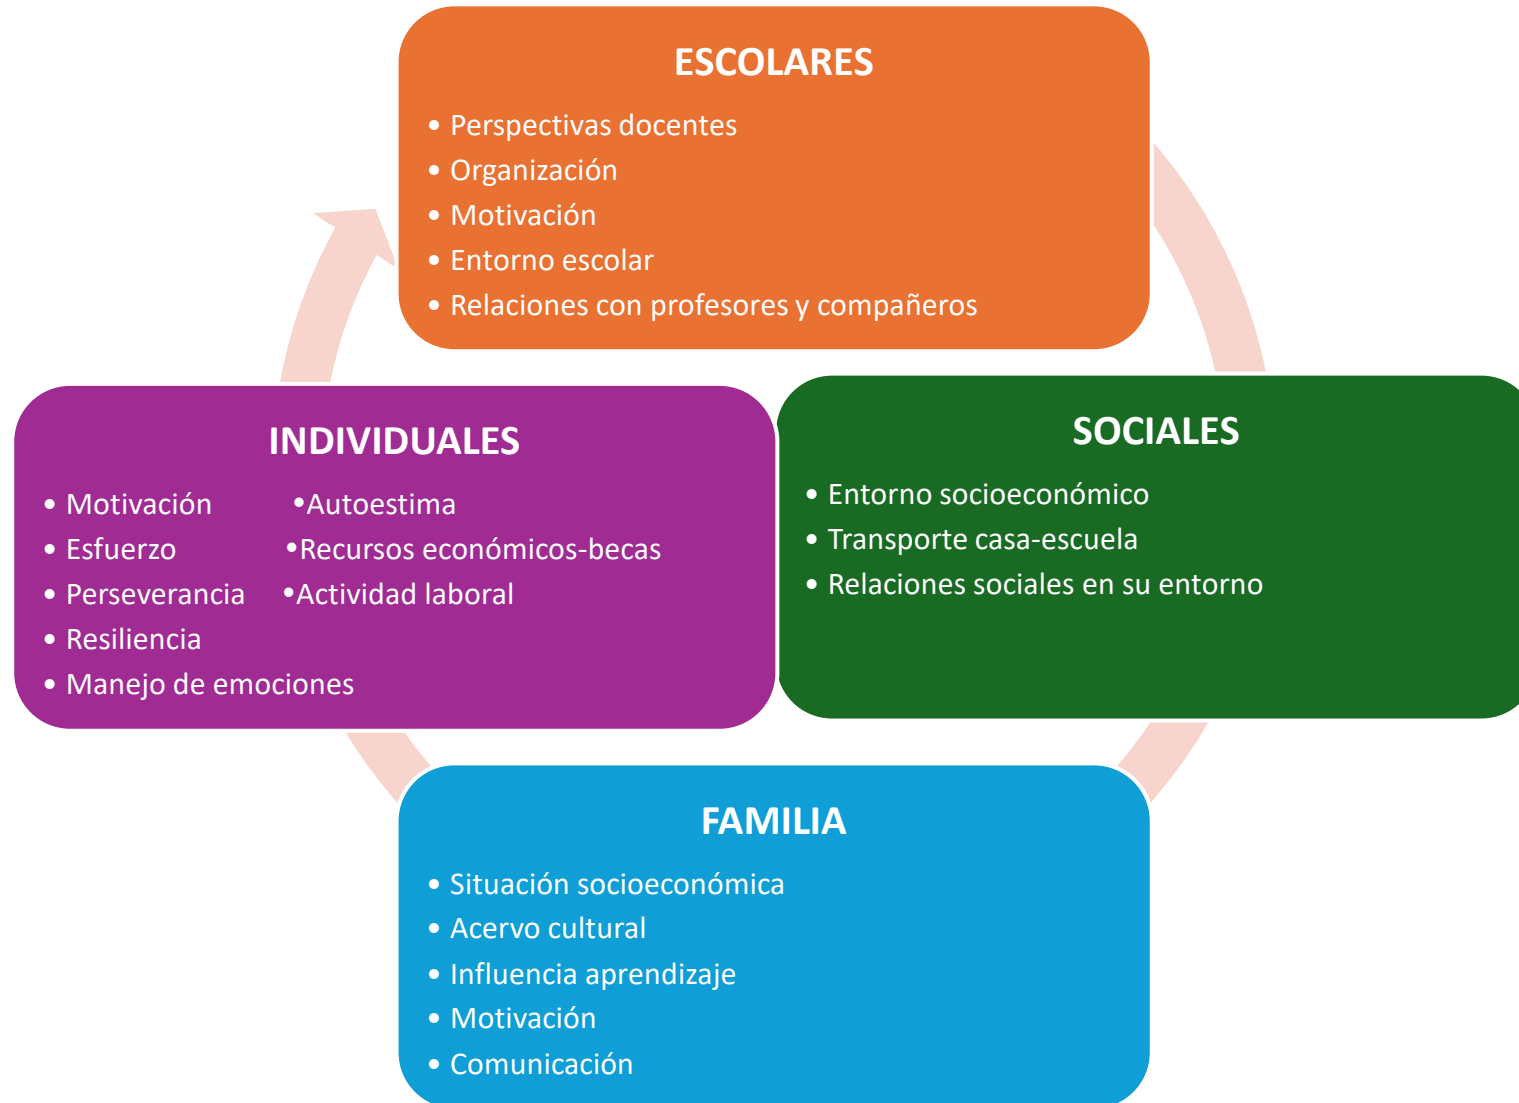 ESCOLARES
• Perspectivas docentes
• Organización
• Motivación
• Entorno escolar
• Relaciones con profesores y compañeros
INDIVIDUALES
• Motivación •Autoestima
• Esfuerzo •Recursos económicos-becas
• Perseverancia •Actividad laboral
• Resiliencia
• Manejo de emociones
SOCIALES
• Entorno socioeconómico
• Transporte casa-escuela
• Relaciones sociales en su entorno
FAMILIA
• Situación socioeconómica
• Acervo cultural
• Influencia aprendizaje
• Motivación
• Comunicación